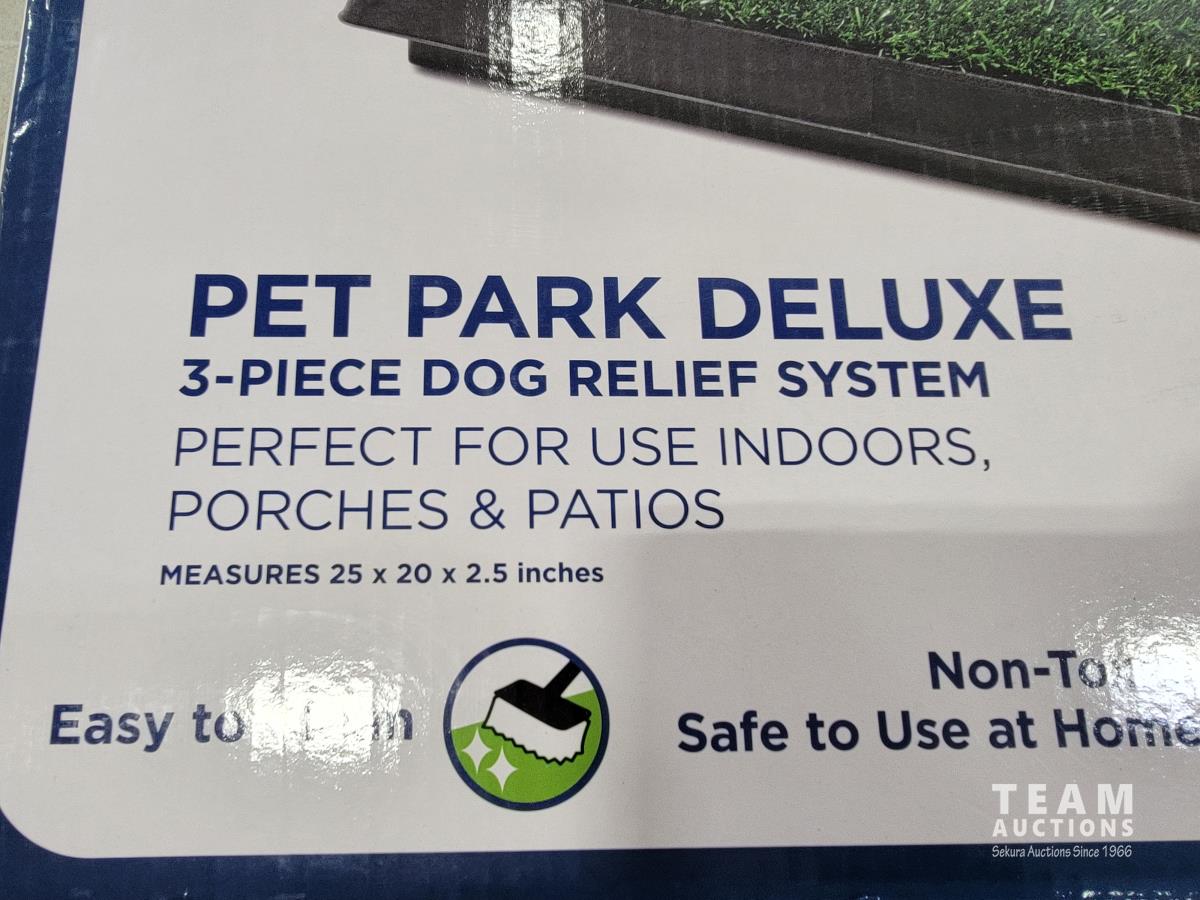 PET PARK DELUXE
3-PIECE DOG RELIEF SYSTEM
PERFECT FOR USE INDOORS,
PORCHES & PATIOS
MEASURES 25 x 20 x 2.5 inches
Easy to
Safe to Use at Home
TEAM
AUCTIONS
Sekura Auctions Since 1966